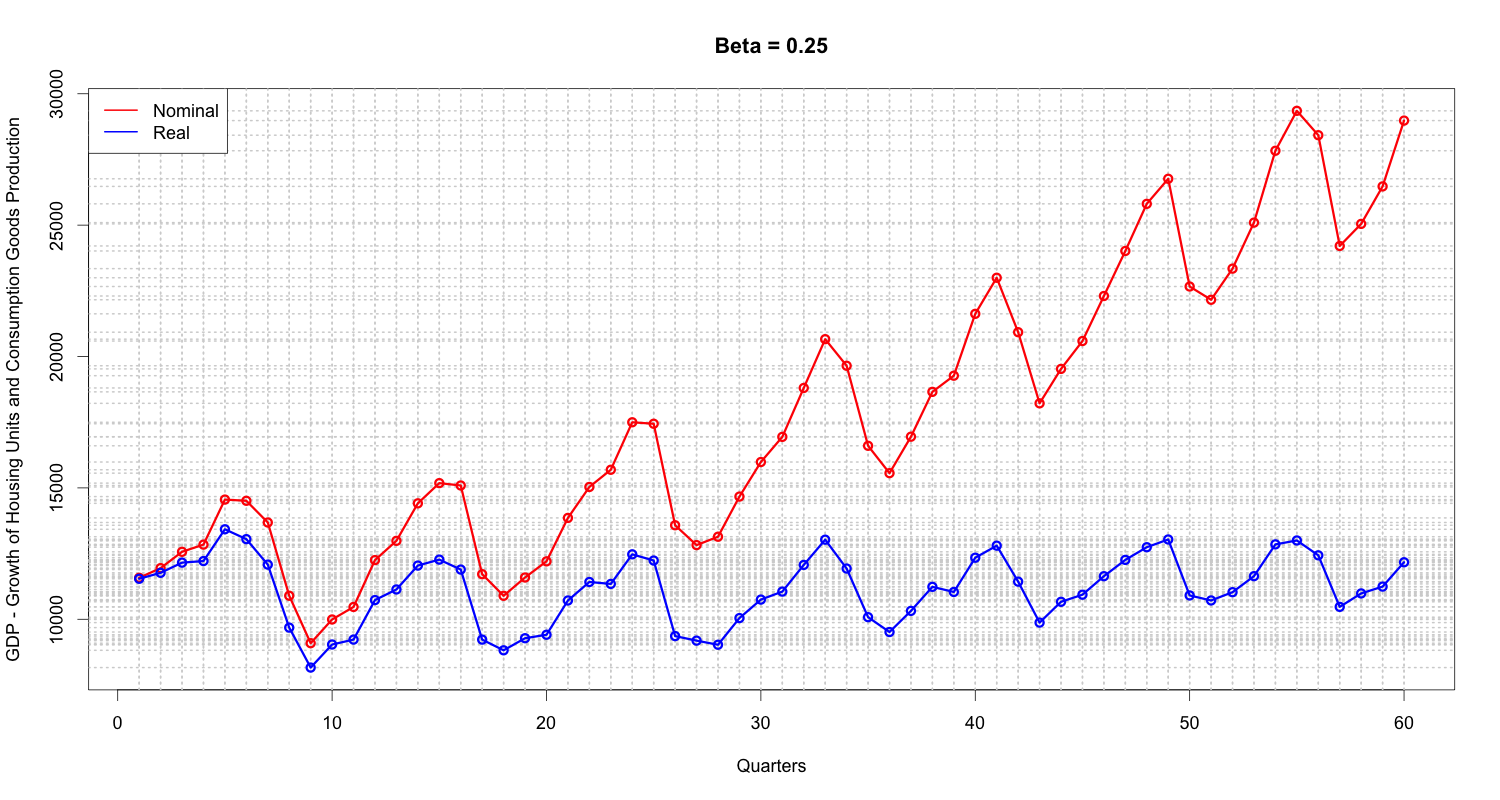 Beta = 0.25
GDP - Growth of Housing Units and Consumption Goods Production
30000
25000
20000
15000
10000
Nominal
Real
0 10 20 30 40 50 60
Quarters